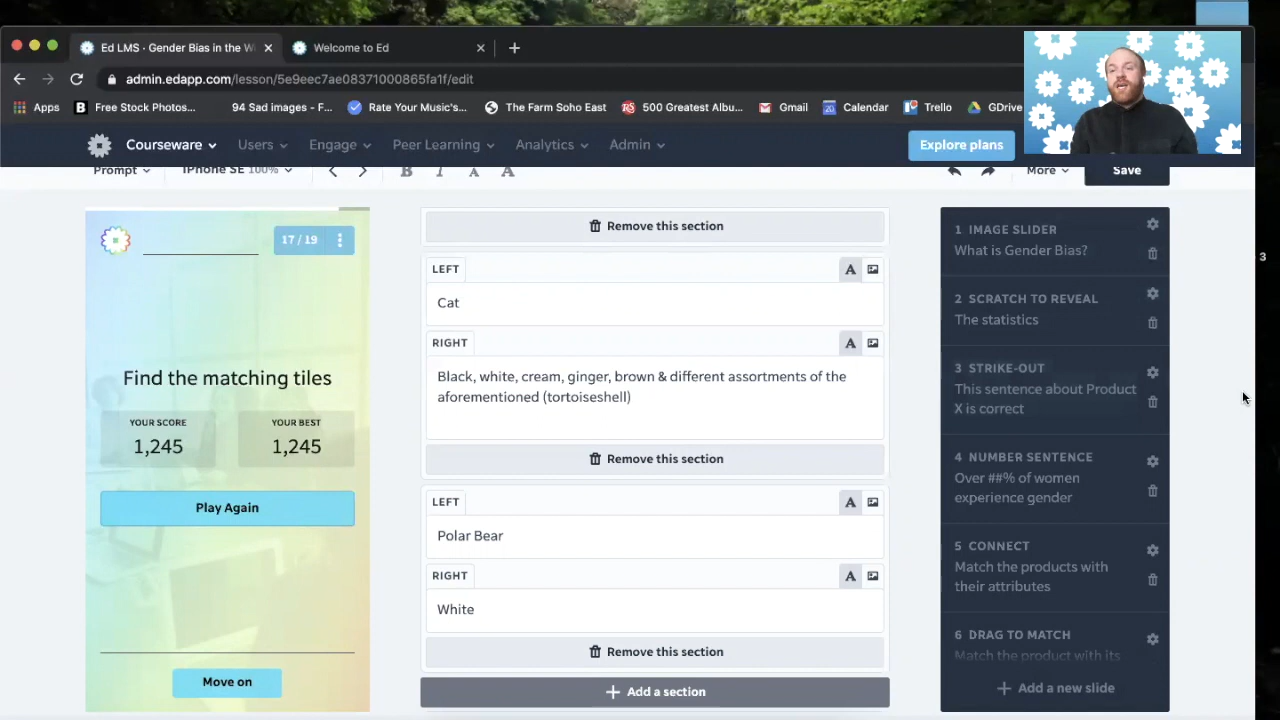 Ed LMS - Gender Bias in the W
Welcome to Ed
admin.edapp.com/lesson/5e9eec7ae0837100 a1f/edit
Apps
Free Stock Photos...
94 Sad images - F...
Rank Your Music's...
The Farm Soho East
500 Greatest Albu...
Gmail
Calendar
Trello
GDrive
Courseware
Users
Engage
Peer Learning
Analytics
Admin
Explore plans
Prompt
iPhone SE 100%
More
Save
17/19
Find the matching tiles
YOUR SCORE
1,245
YOUR BEST
1,245
Play Again
Move on
Remove this section
LEFT
Cat
RIGHT
Black, white, cream, ginger, brown & different assortments of the
aforementioned (tortoiseshell)
Remove this section
LEFT
Polar Bear
RIGHT
White
Remove this section
Add a section
1 IMAGE SLIDER
What is Gender Bias?
2 SCRATCH TO REVEAL
The statistics
3 STRIKE-OUT
This sentence about Product
X is correct
4 NUMBER SENTENCE
Over ##% of women
experience gender
5 CONNECT
Match the products with
their attributes
6 DRAG TO MATCH
Match the product with its
Add a new slide
3